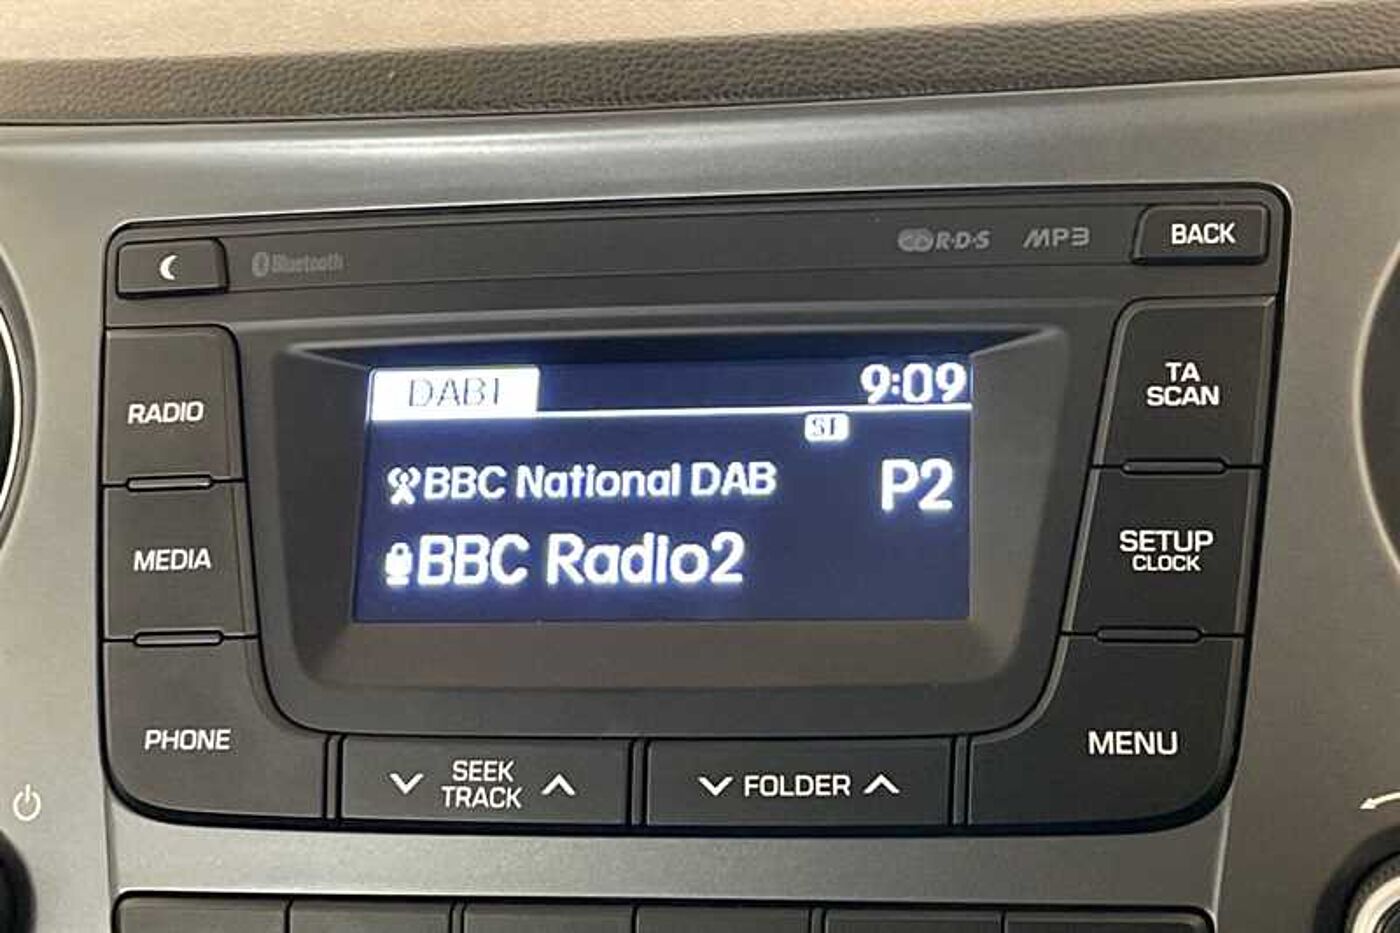 Bluetooth
R·D·S
MP3
BACK
RADIO
MEDIA
PHONE
DAB1
9:09
ST
BBC National DAB
P2
BBC Radio2
TA
SCAN
SETUP
CLOCK
MENU
SEEK
TRACK
FOLDER